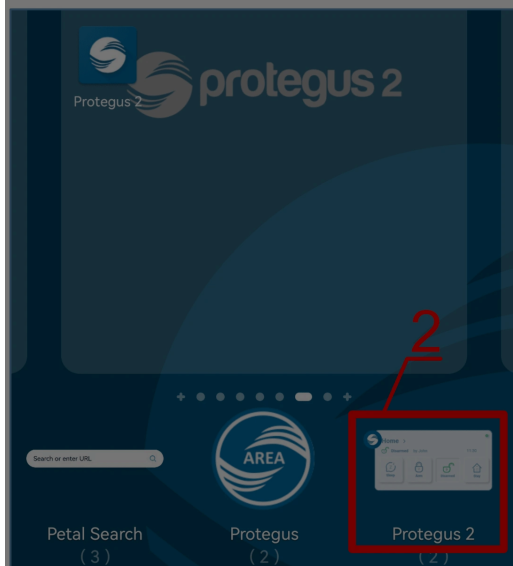 protegus 2
Protegus 2
2
Search or enter URL
AREA
Petal Search
(3)
Protegus
(2)
Protegus 2
(2)